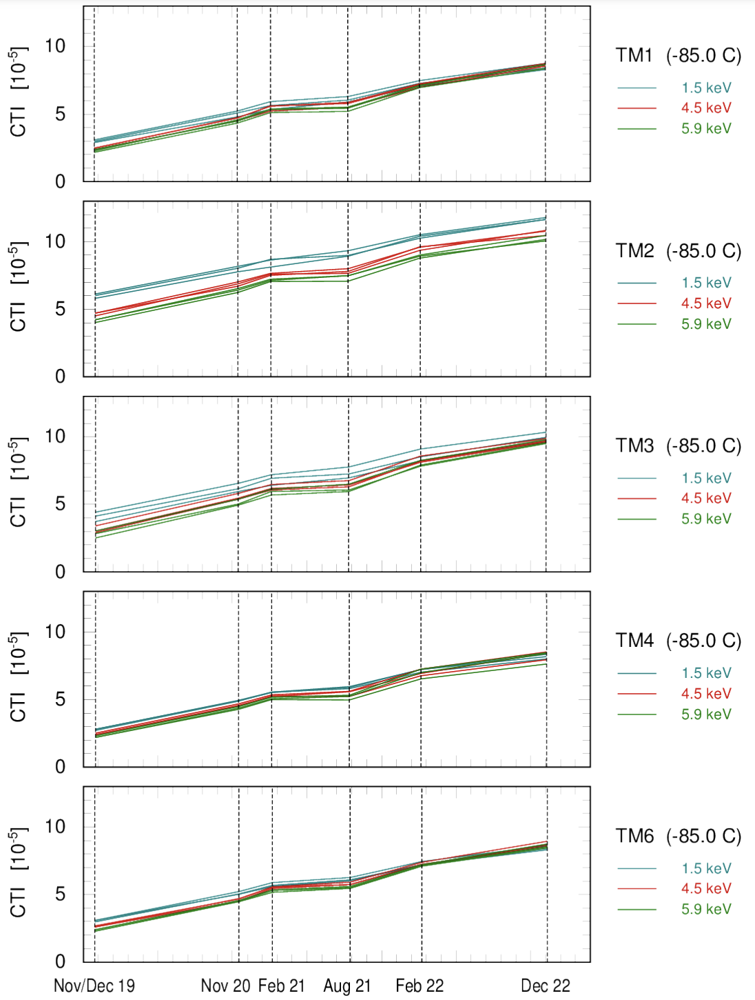 CTI [10⁻⁵]
10
5
0
TM1 (-85.0 C)
1.5 keV
4.5 keV
5.9 keV
CTI [10⁻⁵]
10
5
0
TM2 (-85.0 C)
1.5 keV
4.5 keV
5.9 keV
CTI [10⁻⁵]
10
5
0
TM3 (-85.0 C)
1.5 keV
4.5 keV
5.9 keV
CTI [10⁻⁵]
10
5
0
TM4 (-85.0 C)
1.5 keV
4.5 keV
5.9 keV
CTI [10⁻⁵]
10
5
0
TM6 (-85.0 C)
1.5 keV
4.5 keV
5.9 keV
Nov/Dec 19 Nov 20 Feb 21 Aug 21 Feb 22 Dec 22